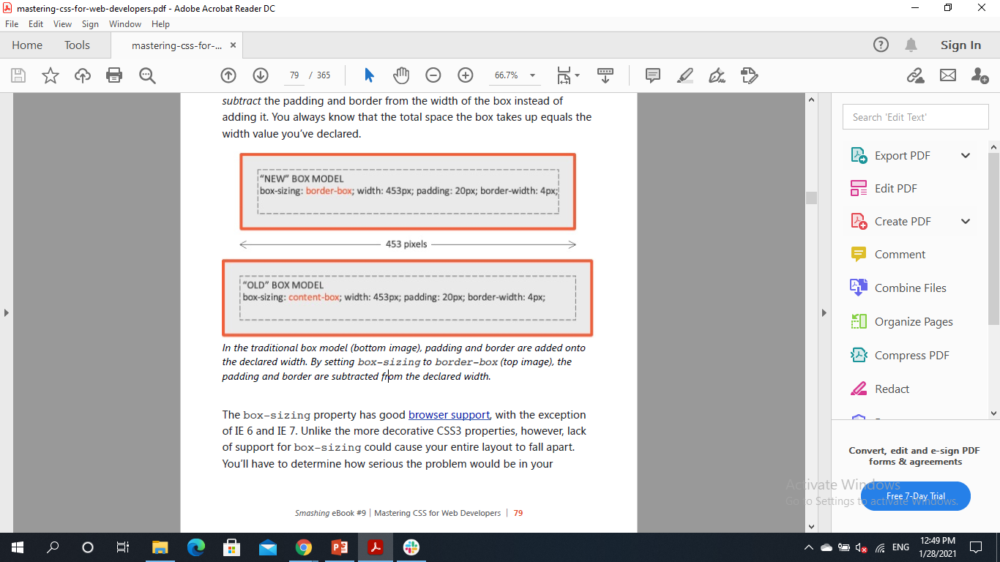 mastering-css-for-web-developers.pdf - Adobe Acrobat Reader DC
File Edit View Sign Window Help
Home Tools mastering-css-for-... × Sign In
79 / 365 66.7%
subtract the padding and border from the width of the box instead of
adding it. You always know that the total space the box takes up equals the
width value you’ve declared.
“NEW” BOX MODEL
box-sizing: border-box; width: 453px; padding: 20px; border-width: 4px;
453 pixels
“OLD” BOX MODEL
box-sizing: content-box; width: 453px; padding: 20px; border-width: 4px;
In the traditional box model (bottom image), padding and border are added onto
the declared width. By setting box-sizing to border-box (top image), the
padding and border are subtracted from the declared width.
The box-sizing property has good browser support, with the exception
of IE 6 and IE 7. Unlike the more decorative CSS3 properties, however, lack
of support for box-sizing could cause your entire layout to fall apart.
You’ll have to determine how serious the problem would be in your
Smashing eBook #9 | Mastering CSS for Web Developers | 79
Search 'Edit Text'
Export PDF
Edit PDF
Create PDF
Comment
Combine Files
Organize Pages
Compress PDF
Redact
Convert, edit and e-sign PDF
forms & agreements
Free 7-Day Trial
Activate Windows
Go to Settings to activate Windows.
ENG
12:49 PM
1/28/2021